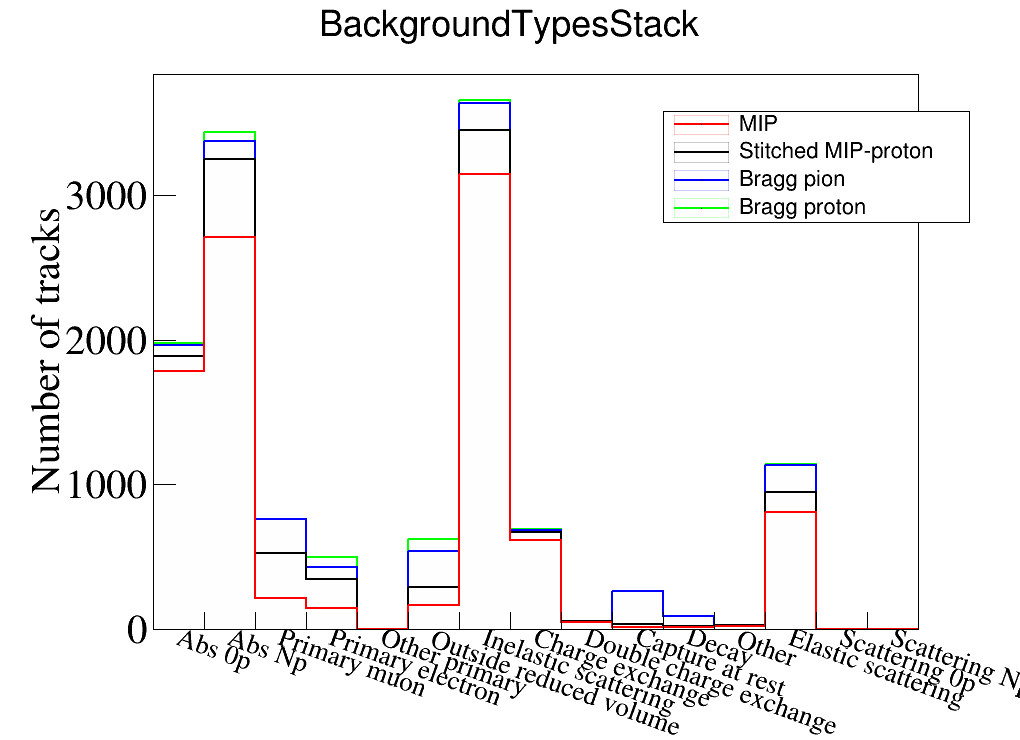 BackgroundTypesStack
MIP
Stitched MIP-proton
Bragg pion
Bragg proton
Number of tracks
3000
2000
1000
0
Abs 0p
Abs Np
Primary muon
Primary electron
Other primary
Outside reduced volume
Inelastic scattering
Charge exchange
Double charge exchange
Capture at rest
Decay
Other
Elastic scattering
Scattering 0p
Scattering Np